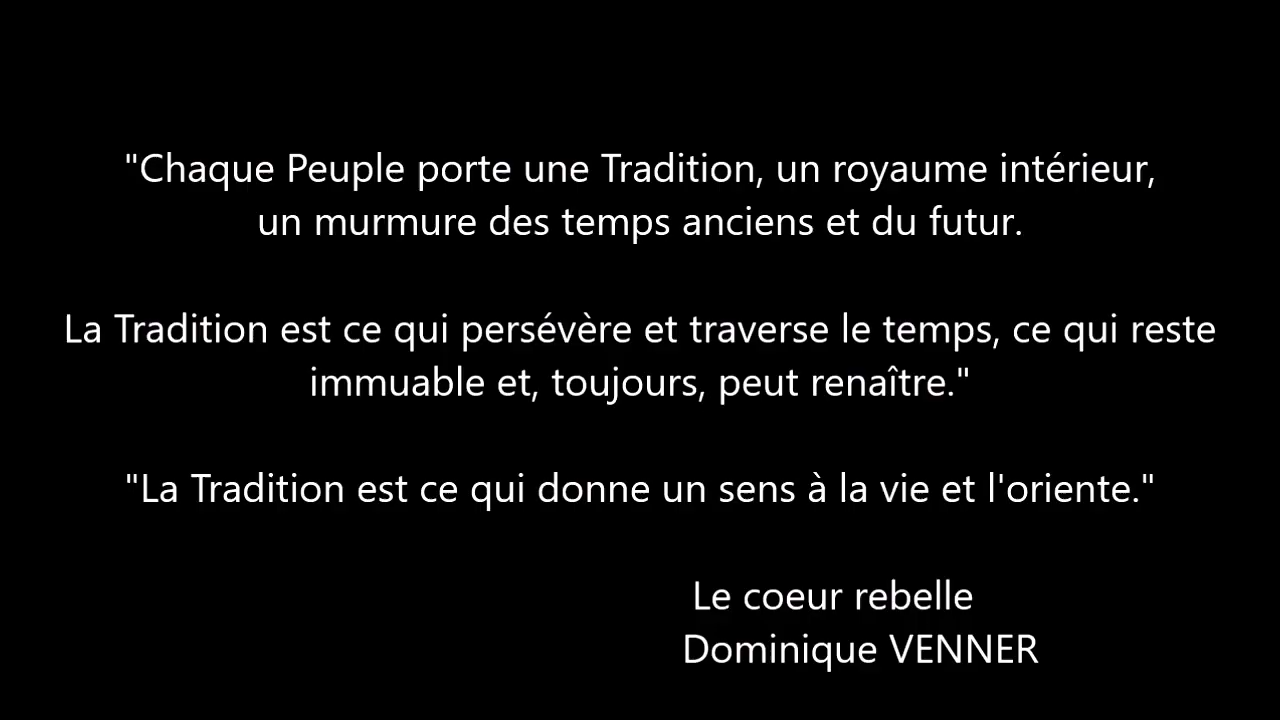 "Chaque Peuple porte une Tradition, un royaume intérieur,
un murmure des temps anciens et du futur.
La Tradition est ce qui persévère et traverse le temps, ce qui reste
immuable et, toujours, peut renaître."
"La Tradition est ce qui donne un sens à la vie et l'oriente."
Le coeur rebelle
Dominique VENNER